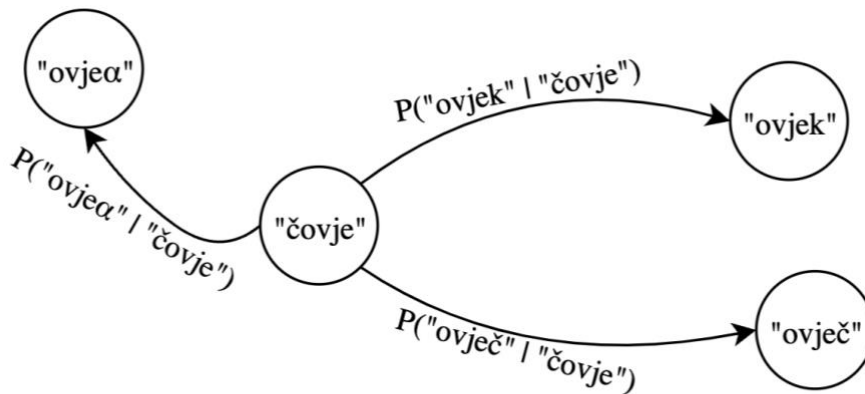 "ovjeα"
P("ovjek" | "čovje")
"ovjek"
P("ovjeα" | "čovje")
"čovje"
P("ovječ" | "čovje")
"ovječ"